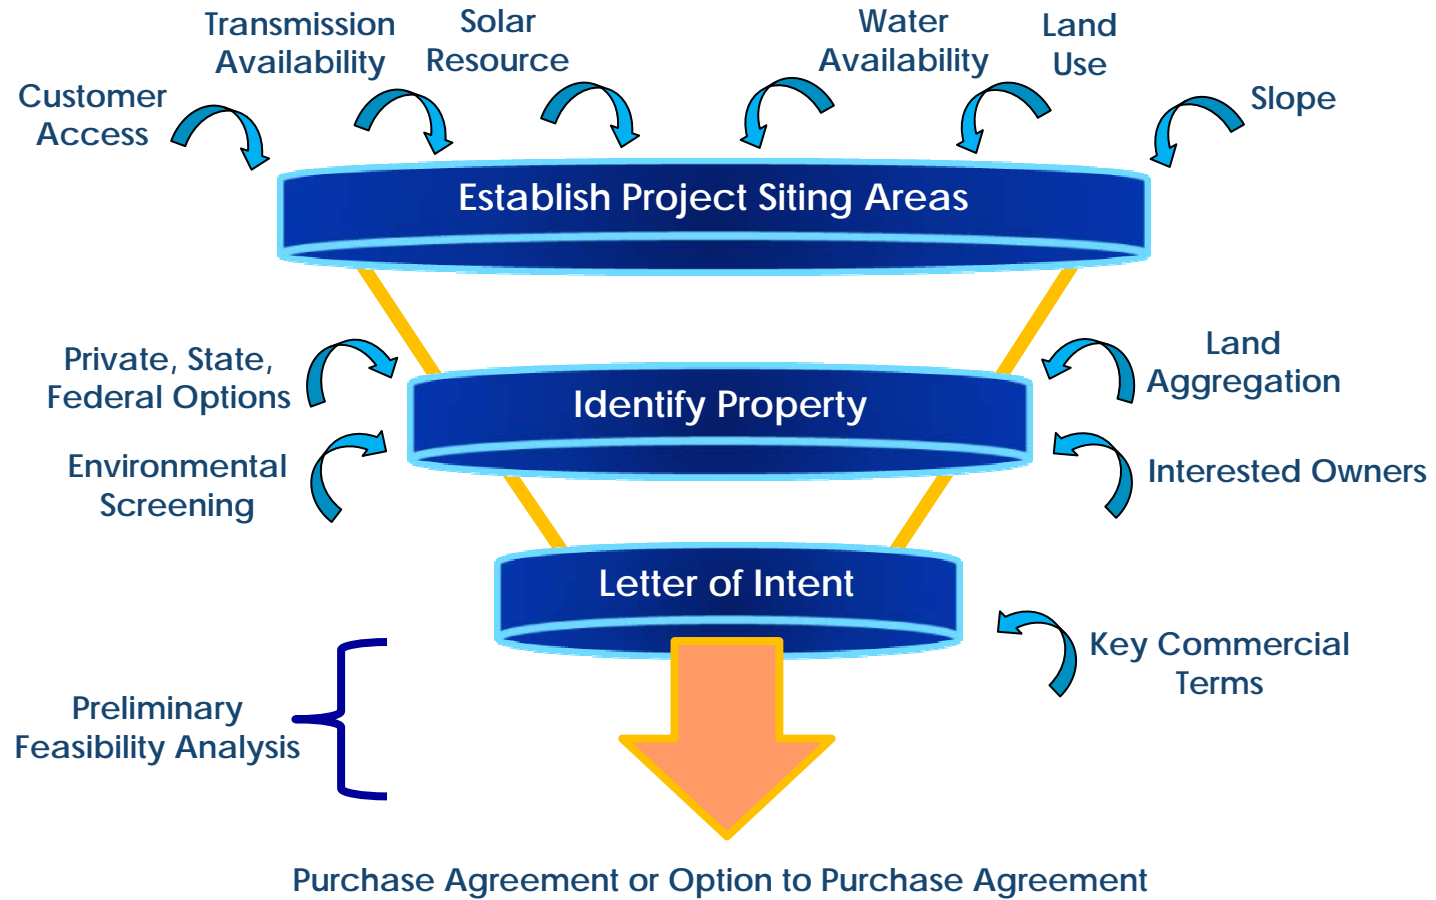 Transmission
Availability
Solar
Resource
Water
Availability
Land
Use
Customer
Access
Slope
Establish Project Siting Areas
Private, State,
Federal Options
Land
Aggregation
Identify Property
Environmental
Screening
Interested Owners
Letter of Intent
Key Commercial
Terms
Preliminary
Feasibility Analysis
Purchase Agreement or Option to Purchase Agreement